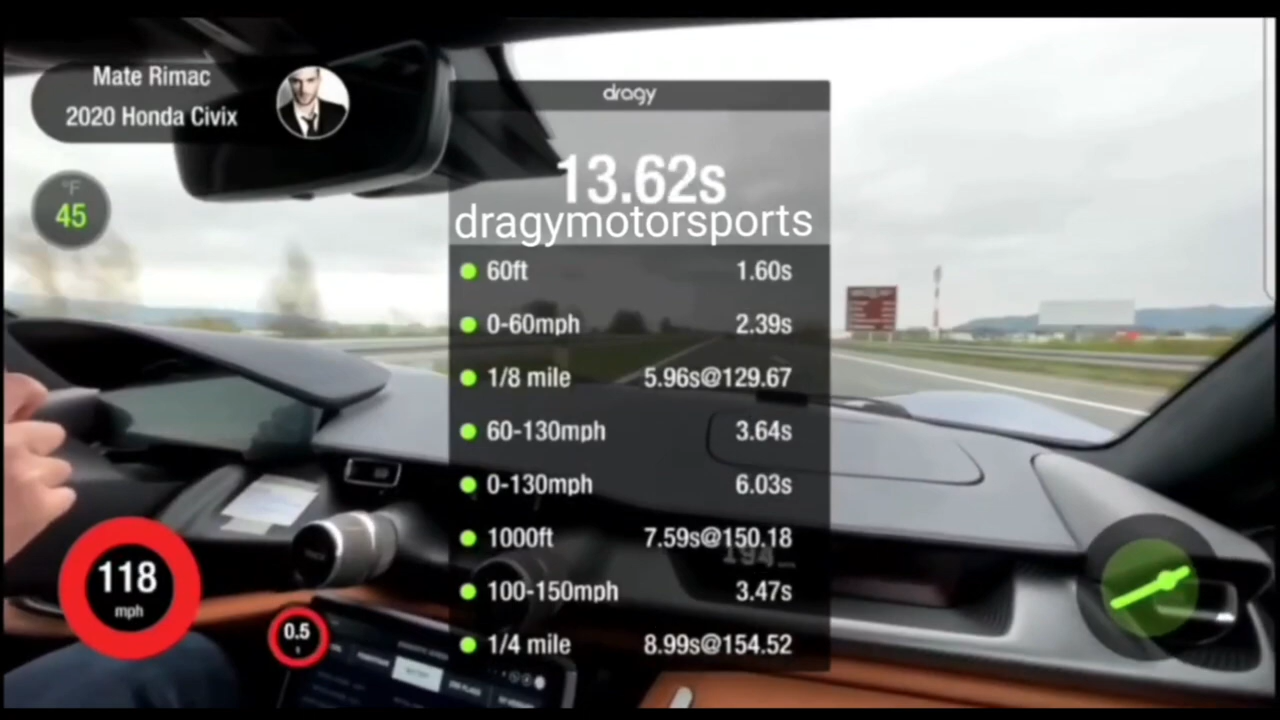 Mate Rimac
2020 Honda Civix
°F
45
dragy
13.62s
dragymotorsports
60ft 1.60s
0-60mph 2.39s
1/8 mile 5.96s@129.67
60-130mph 3.64s
0-130mph 6.03s
1000ft 7.59s@150.18
194
100-150mph 3.47s
1/4 mile 8.99s@154.52
118
mph
0.5